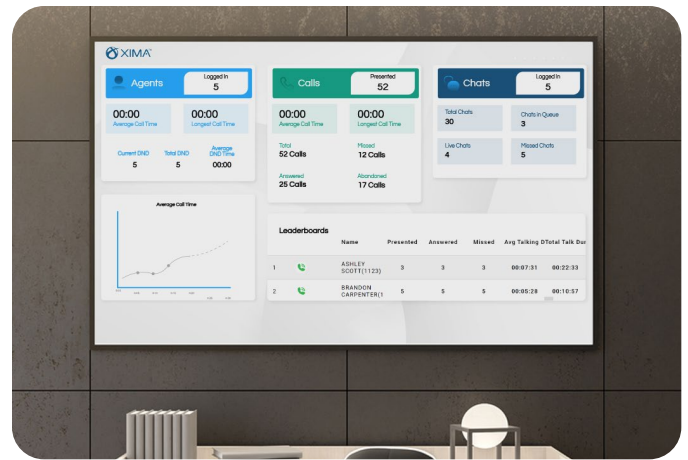 XIMA
Agents
Logged In
5
00:00
Average Call Time
00:00
Longest Call Time
Current DND
5
Total DND
5
Average
DND Time
00:00
Calls
Presented
52
00:00
Average Call Time
00:00
Longest Call Time
Total
52 Calls
Missed
12 Calls
Answered
25 Calls
Abandoned
17 Calls
Chats
Logged In
5
Total Chats
30
Chats in Queue
3
Live Chats
4
Missed Chats
5
Average Call Time
Leaderboards
Name Presented Answered Missed Avg Talking D Total Talk Dur
1 ASHLEY
SCOTT(1123) 3 3 3 00:07:31 00:22:33
2 BRANDON
CARPENTER(1 5 5 5 00:05:28 00:10:57